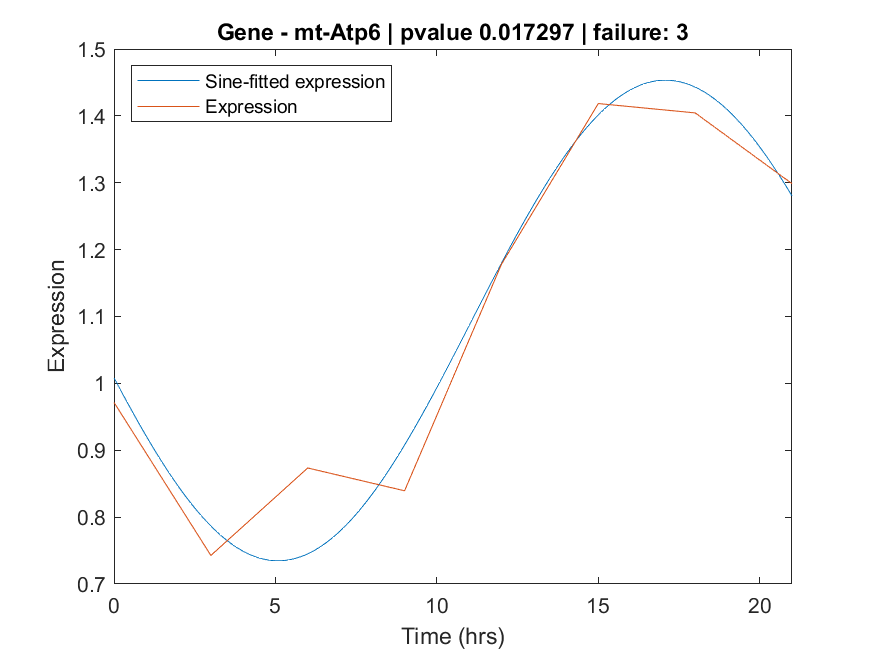 Gene - mt-Atp6 | pvalue 0.017297 | failure: 3
1.5
Sine-fitted expression
Expression
1.4
1.3
1.2
1.1
1
0.9
0.8
0.7
Expression
0 5 10 15 20
Time (hrs)